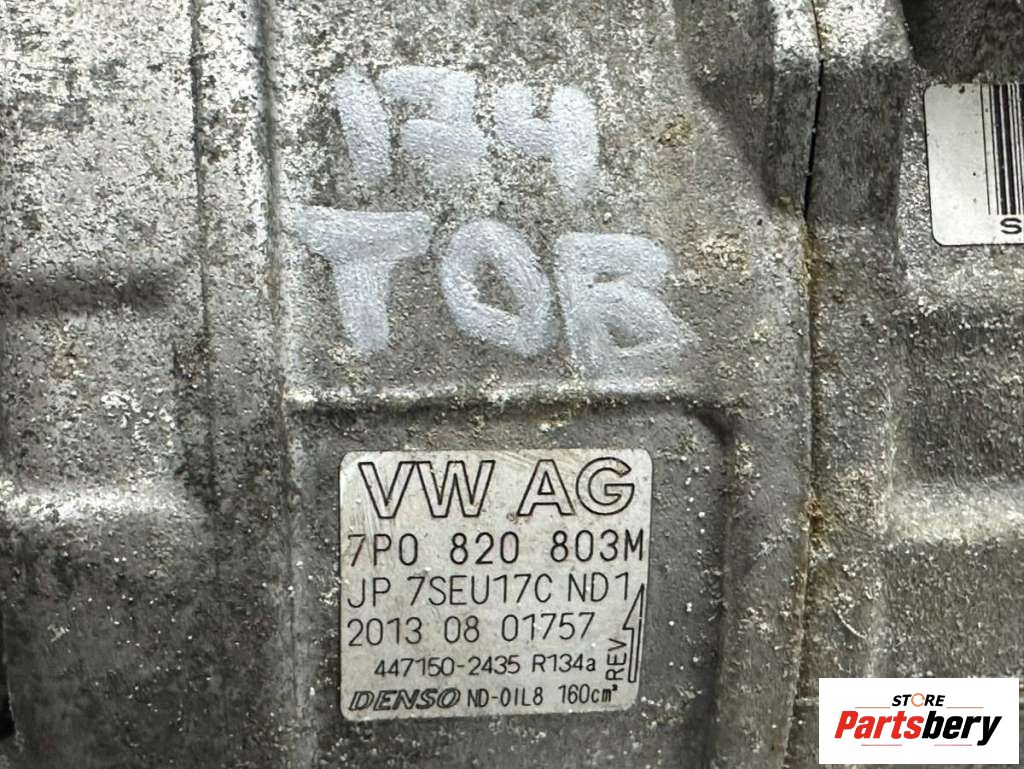 174
TOB
S
VW AG
7P0 820 803M
JP 7SEU17C ND1
2013 08 01757
447150-2435 R134a
REV
DENSO ND-OIL8 160cm³
STORE
Partsbery